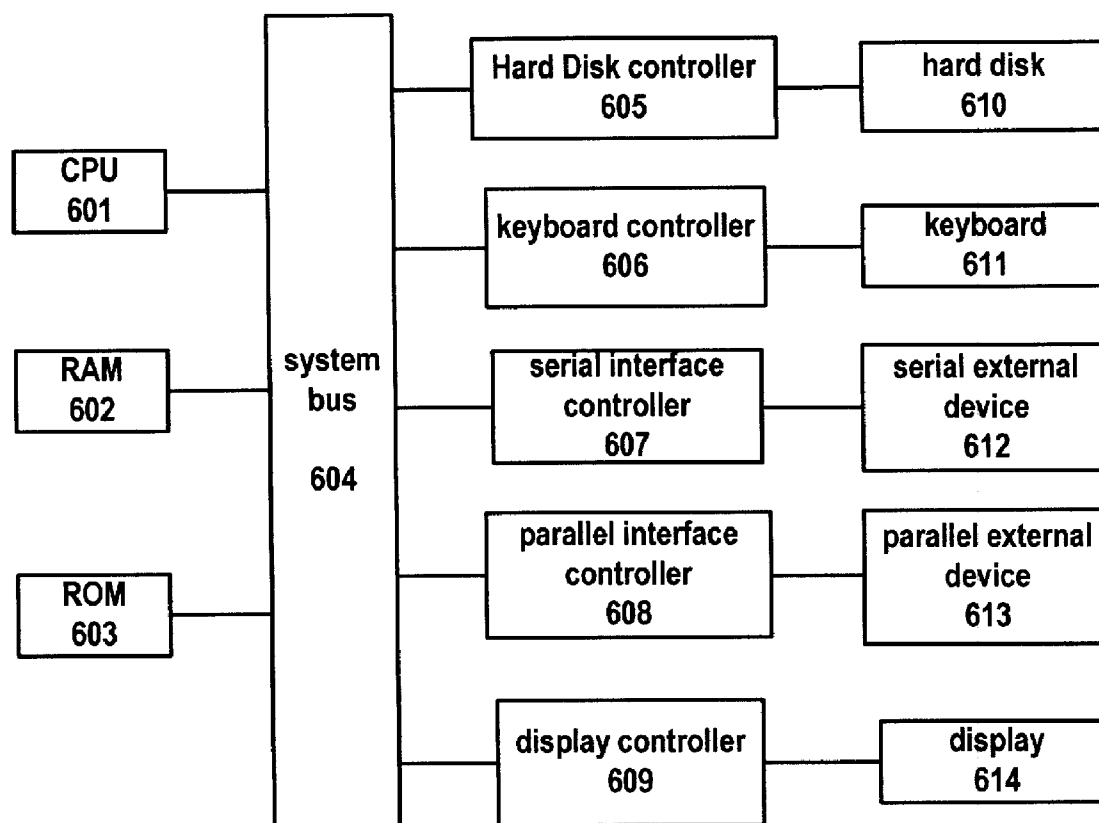 CPU
601
RAM
602
ROM
603
system
bus
604
Hard Disk controller
605
hard disk
610
keyboard controller
606
keyboard
611
serial interface
controller
607
serial external
device
612
parallel interface
controller
608
parallel external
device
613
display controller
609
display
614